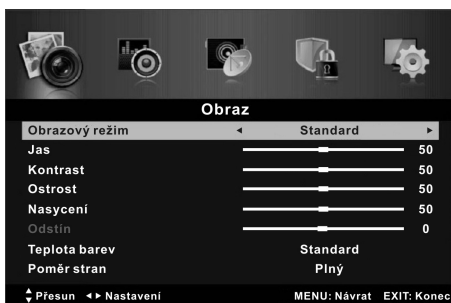 Obraz
Obrazový režim Standard
Jas 50
Kontrast 50
Ostrost 50
Nasycení 50
Odstín 0
Teplota barev Standard
Poměr stran Plný
Přesun Nastavení MENU: Návrat EXIT: Konec